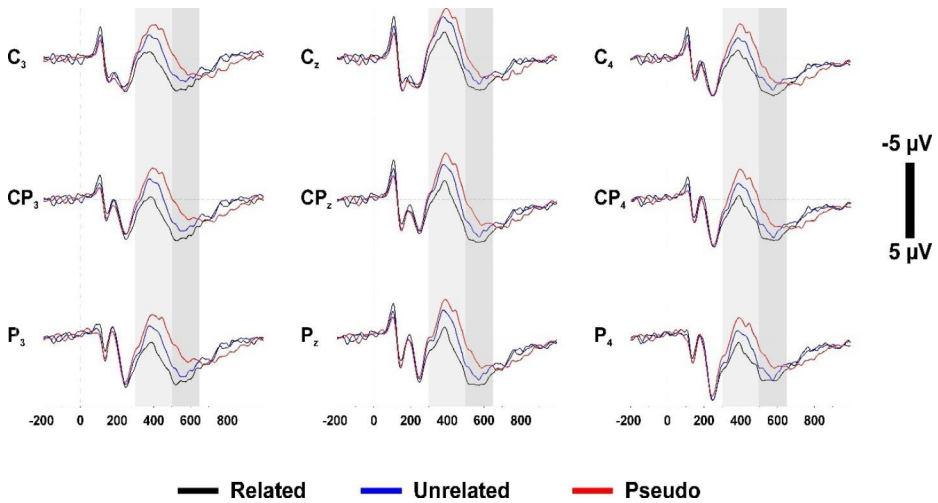 C3 Cz C4
-5 µV
CP3 CPz CP4
5 µV
P3 Pz P4
-200 0 200 400 600 800 -200 0 200 400 600 800 -200 0 200 400 600 800
Related Unrelated Pseudo